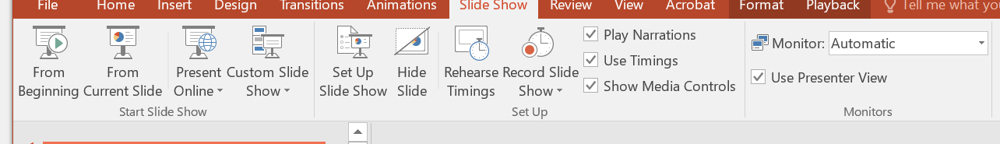 File Home Insert Design Transitions Animations Slide Show Review View Acrobat Format Playback Tell me what you
From Beginning
From Current Slide
Present Online
Custom Slide Show
Set Up Slide Show
Hide Slide
Rehearse Timings
Record Slide Show
Play Narrations
Use Timings
Show Media Controls
Monitor: Automatic
Use Presenter View
Start Slide Show
Set Up
Monitors